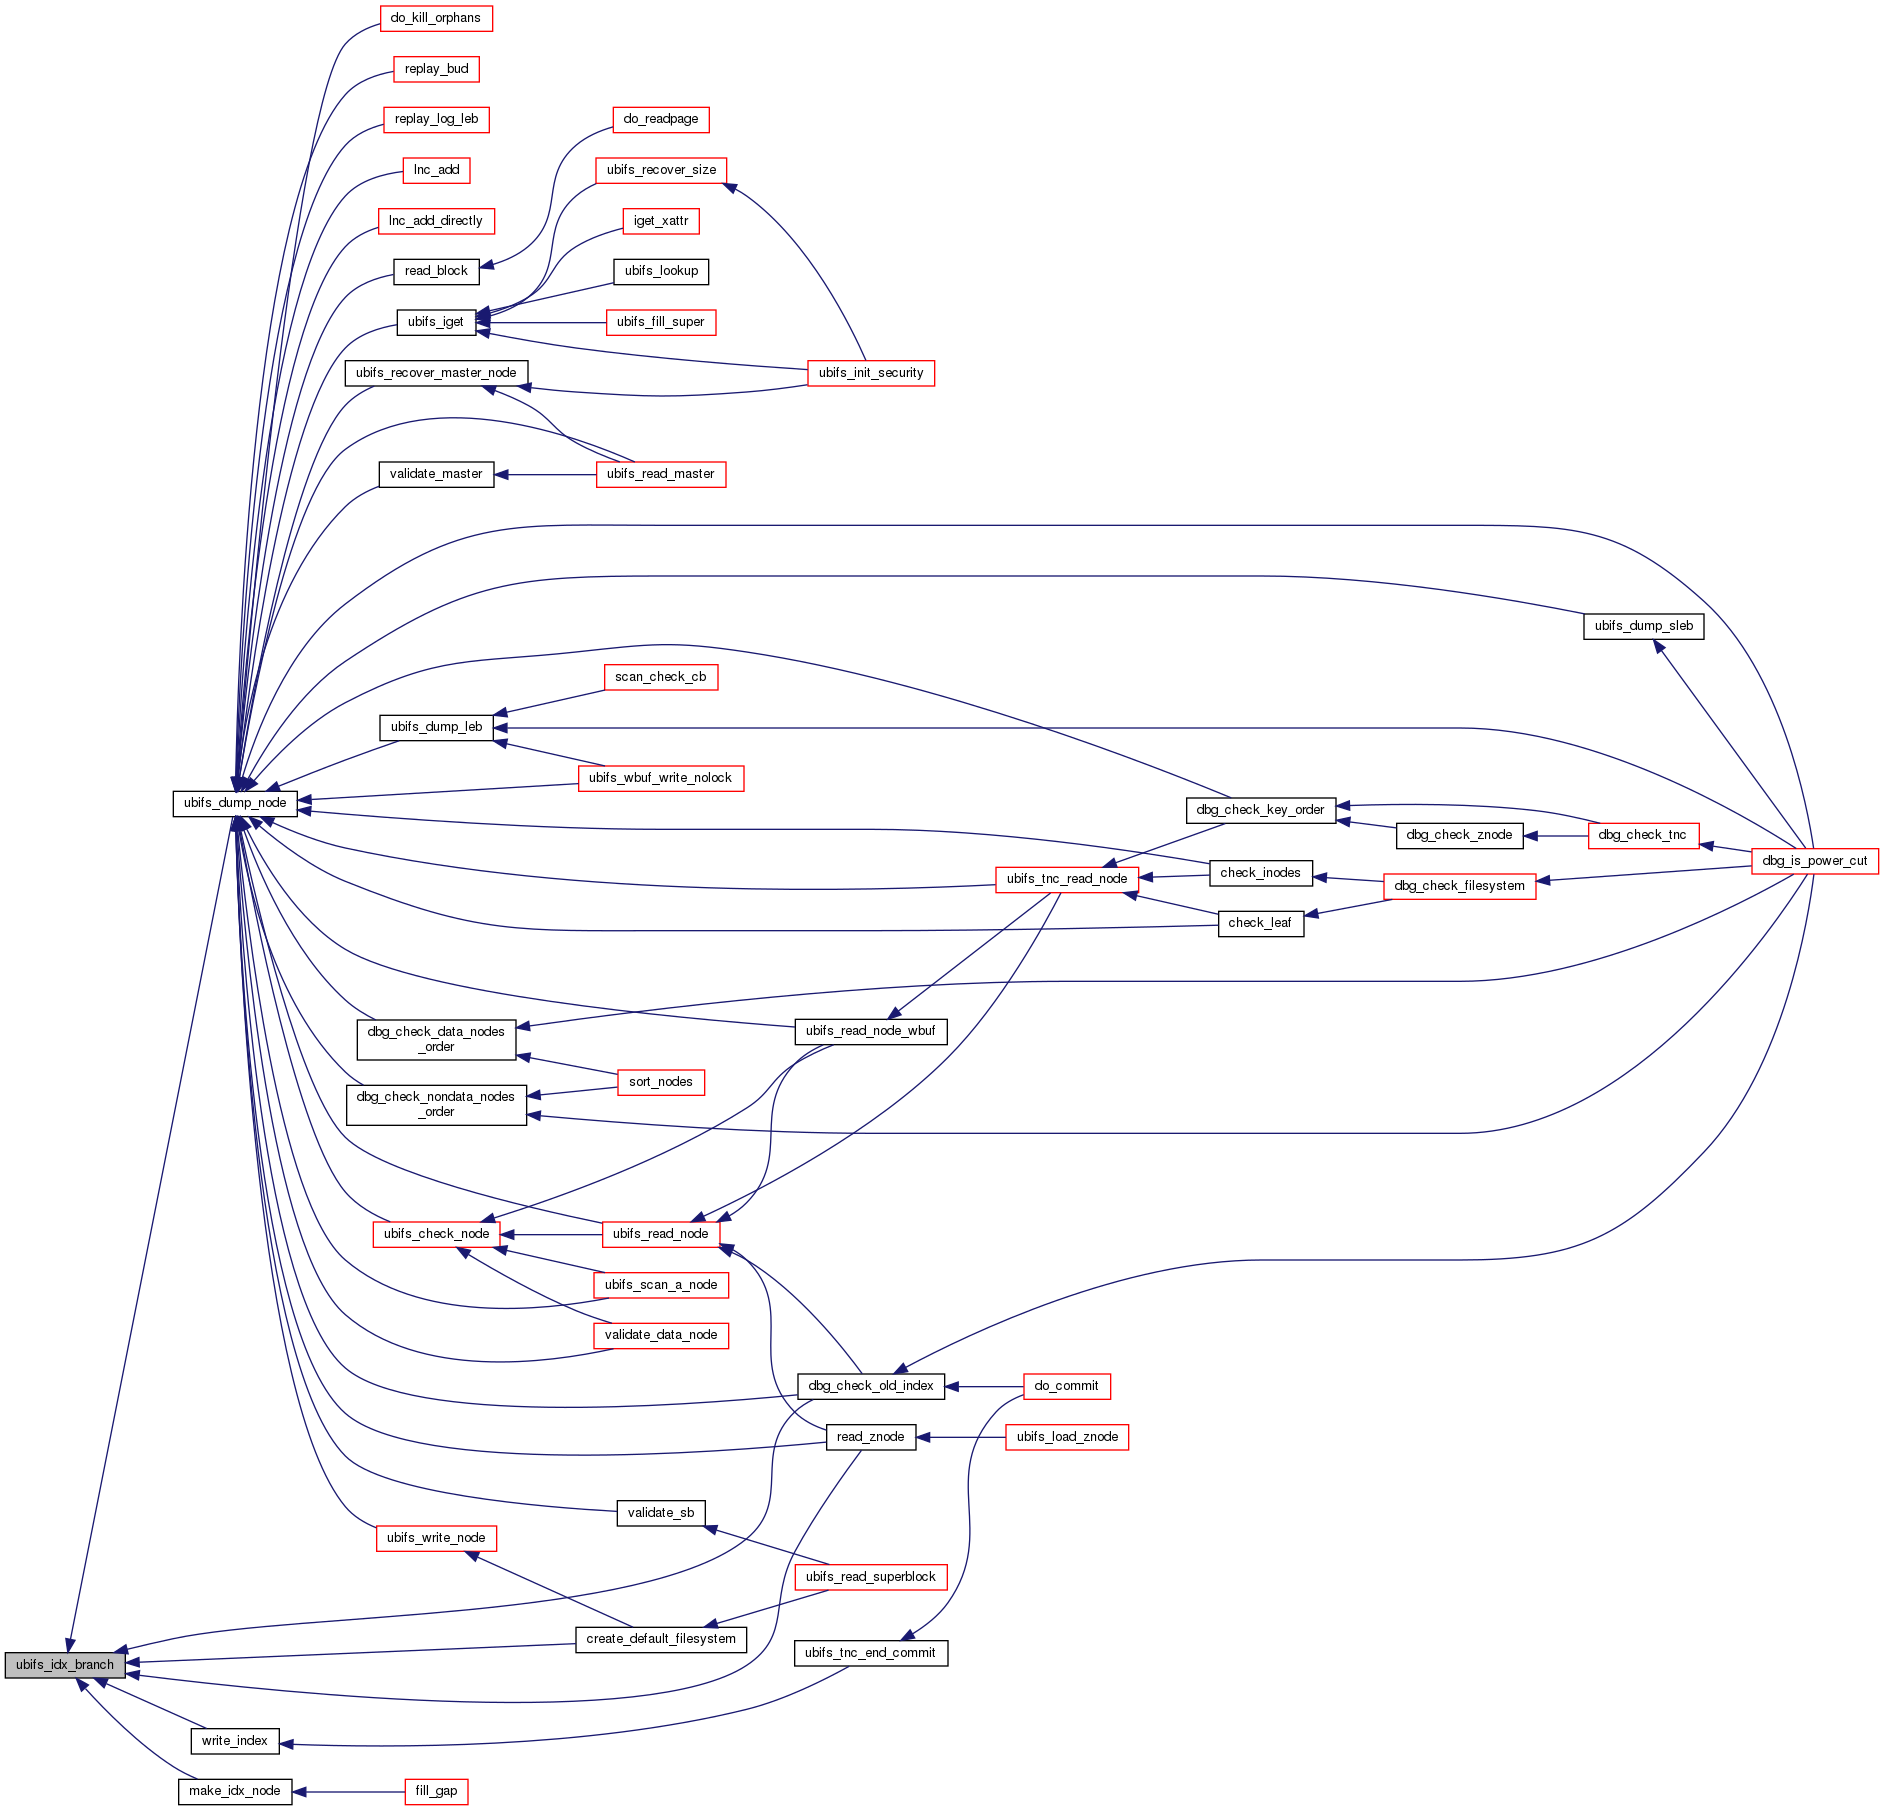 do_kill_orphans
replay_bud
replay_log_leb
do_readpage
lnc_add
ubifs_recover_size
lnc_add_directly
iget_xattr
read_block
ubifs_lookup
ubifs_iget
ubifs_fill_super
ubifs_recover_master_node
ubifs_init_security
validate_master
ubifs_read_master
ubifs_dump_sleb
scan_check_cb
ubifs_dump_leb
ubifs_wbuf_write_nolock
ubifs_dump_node
dbg_check_key_order
dbg_check_znode
dbg_check_tnc
dbg_is_power_cut
ubifs_tnc_read_node
check_inodes
dbg_check_filesystem
check_leaf
dbg_check_data_nodes
_order
ubifs_read_node_wbuf
sort_nodes
dbg_check_nondata_nodes
_order
ubifs_check_node
ubifs_read_node
ubifs_scan_a_node
validate_data_node
dbg_check_old_index
do_commit
read_znode
ubifs_load_znode
validate_sb
ubifs_write_node
ubifs_read_superblock
create_default_filesystem
ubifs_tnc_end_commit
ubifs_idx_branch
write_index
make_idx_node
fill_gap